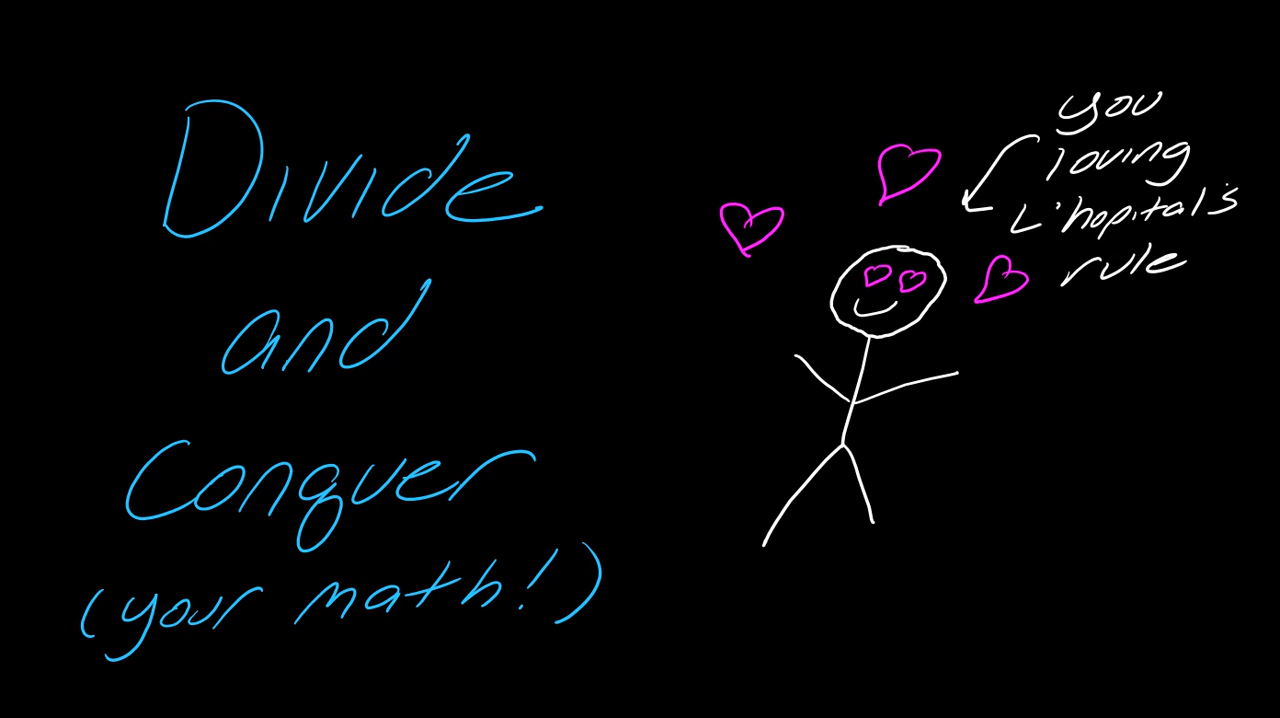 Divide
and
Conquer
(your math!)
you
loving
L'hopital's
rule